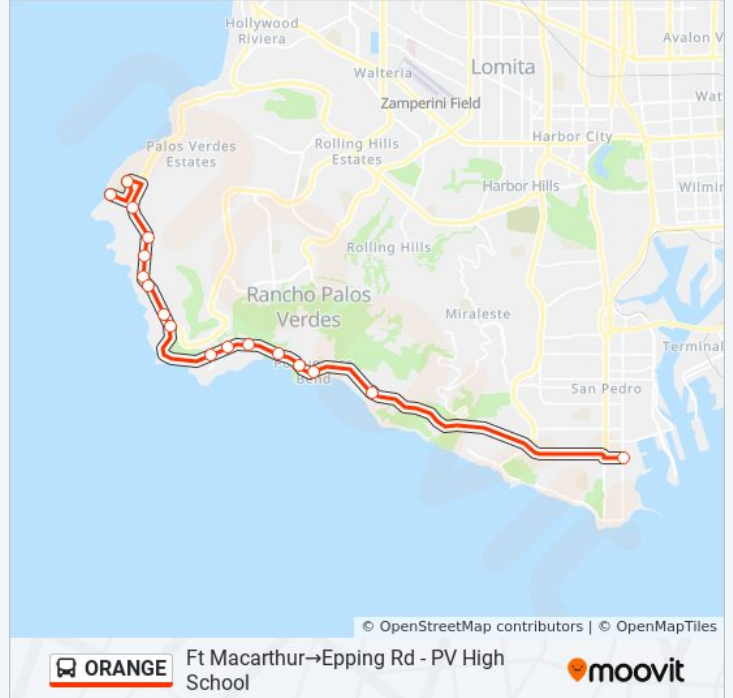 Hollywood
Riviera
Avalon V
Walteria
Lomita
Zamperini Field
Wat
Harbor City
Palos Verdes
Estates
Rolling Hills
Estates
Harbor Hills
Wilmin
Rolling Hills
Rancho Palos
Verdes
Miraleste
Terminal
Bend
San Pedro
© OpenStreetMap contributors | © OpenMapTiles
ORANGE
Ft Macarthur→Epping Rd - PV High
School
moovit